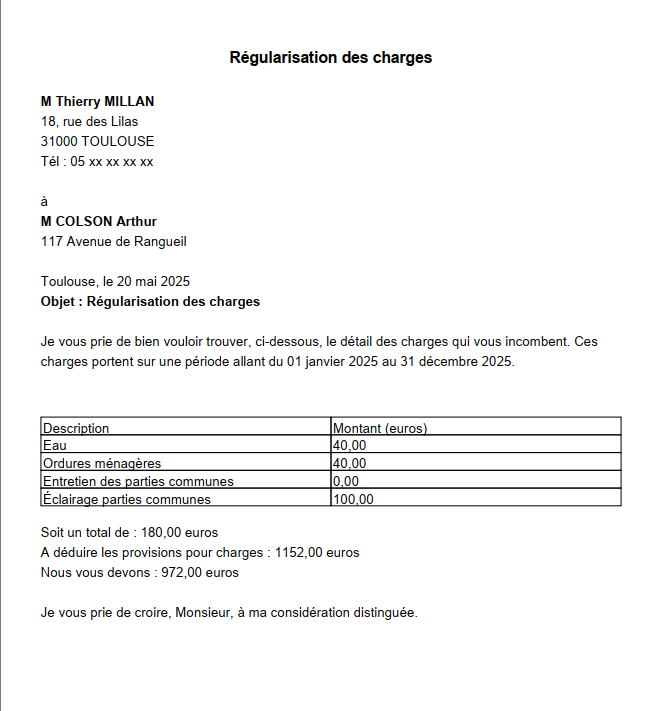 Régularisation des charges
M Thierry MILLAN
18, rue des Lilas
31000 TOULOUSE
Tél : 05 xx xx xx xx
à
M COLSON Arthur
117 Avenue de Rangueil
Toulouse, le 20 mai 2025
Objet : Régularisation des charges
Je vous prie de bien vouloir trouver, ci-dessous, le détail des charges qui vous incombent. Ces
charges portent sur une période allant du 01 janvier 2025 au 31 décembre 2025.
Description Montant (euros)
Eau 40,00
Ordures ménagères 40,00
Entretien des parties communes 0,00
Éclairage parties communes 100,00
Soit un total de : 180,00 euros
A déduire les provisions pour charges : 1152,00 euros
Nous vous devons : 972,00 euros
Je vous prie de croire, Monsieur, à ma considération distinguée.